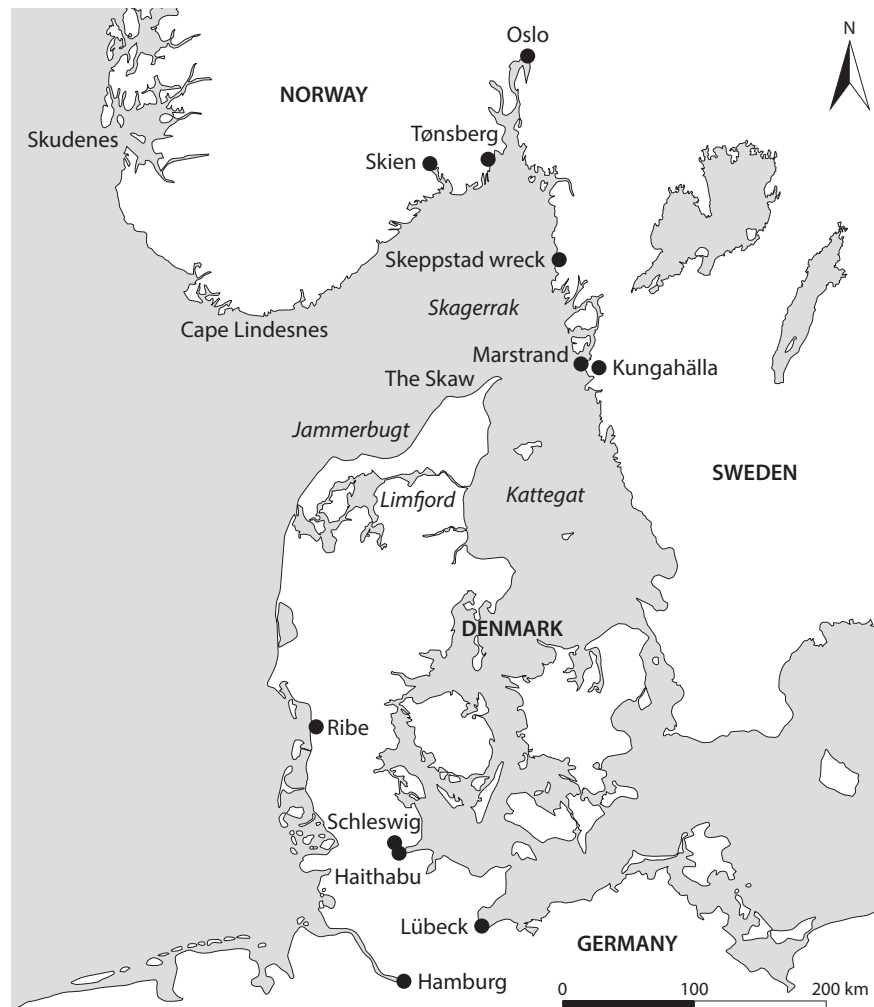 Oslo
N
NORWAY
Tønsberg
Skudenes
Skien
Skeppstad wreck
Skagerrak
Cape Lindesnes
Marstrand
Kungahälla
The Skaw
Jammerbugt
SWEDEN
Limfjord
Kattegat
DENMARK
Ribe
Schleswig
Haithabu
Lübeck
GERMANY
Hamburg
0 100 200 km